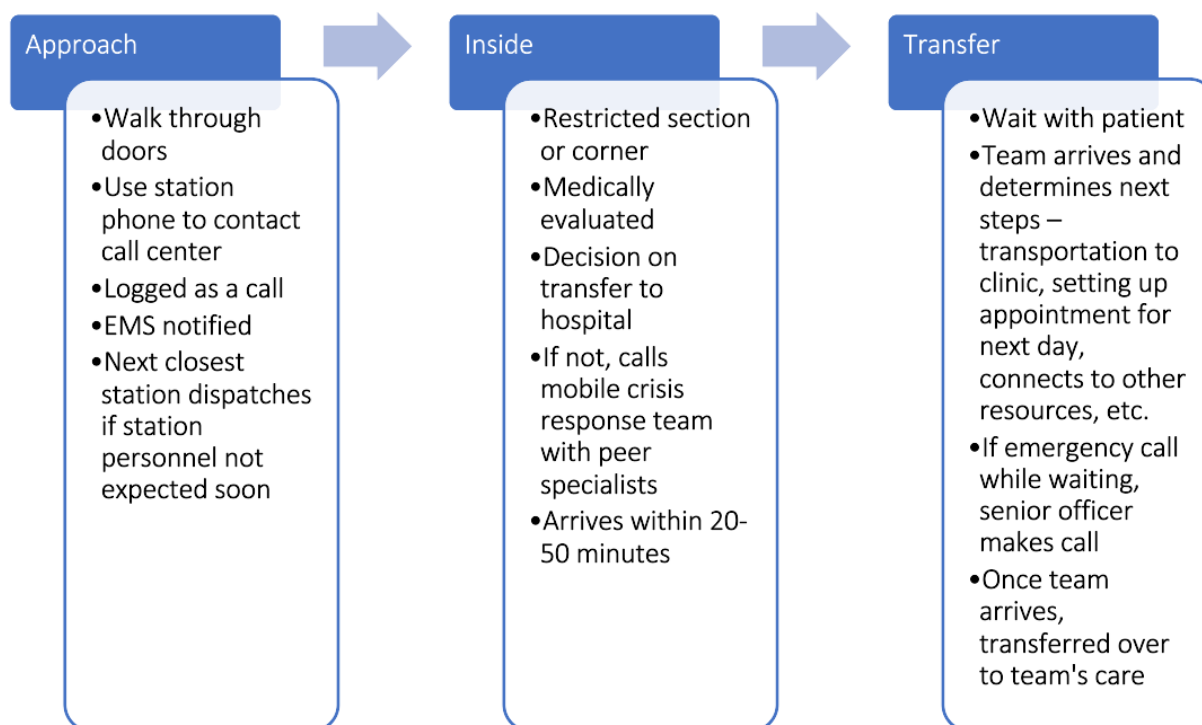 Approach
•Walk through
doors
•Use station
phone to contact
call center
•Logged as a call
•EMS notified
•Next closest
station dispatches
if station
personnel not
expected soon
Inside
•Restricted section
or corner
•Medically
evaluated
•Decision on
transfer to
hospital
•If not, calls
mobile crisis
response team
with peer
specialists
•Arrives within 20-
50 minutes
Transfer
•Wait with patient
•Team arrives and
determines next
steps –
transportation to
clinic, setting up
appointment for
next day,
connects to other
resources, etc.
•If emergency call
while waiting,
senior officer
makes call
•Once team
arrives,
transferred over
to team's care